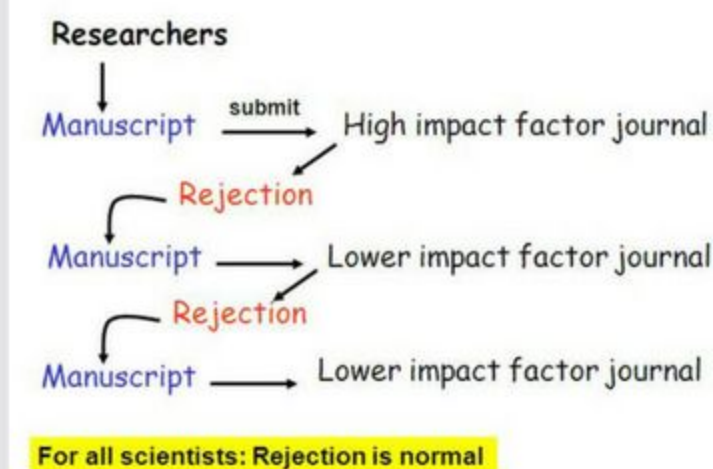 Researchers
submit
Manuscript High impact factor journal
Rejection
Manuscript Lower impact factor journal
Rejection
Manuscript Lower impact factor journal
For all scientists: Rejection is normal